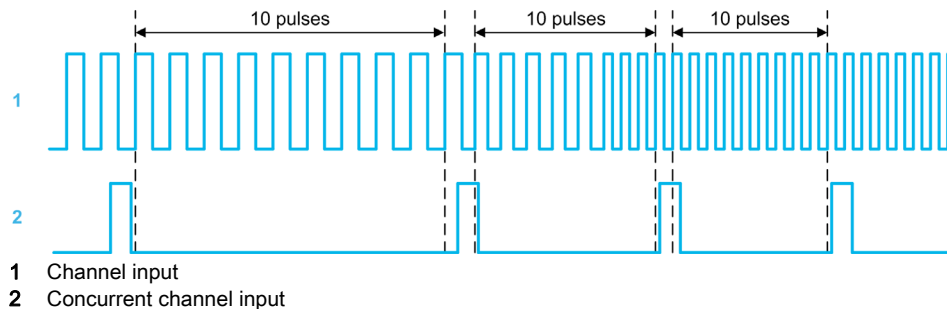 10 pulses 10 pulses 10 pulses
1
2
1 Channel input
2 Concurrent channel input